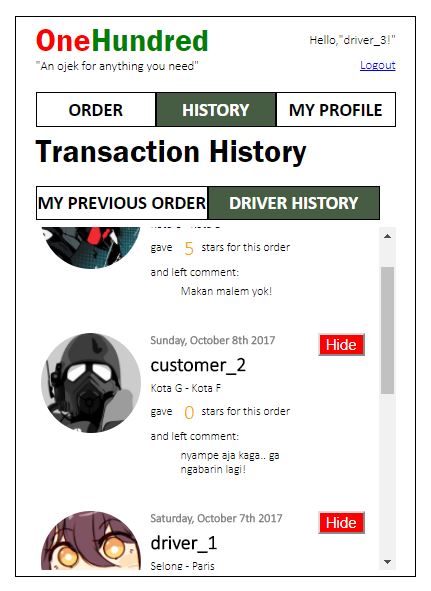 OneHundred
Hello,"driver_3!"
"An ojek for anything you need"
Logout
ORDER
HISTORY
MY PROFILE
Transaction History
MY PREVIOUS ORDER
DRIVER HISTORY
gave 5 stars for this order
and left comment:
Makan malem yok!
Sunday, October 8th 2017
Hide
customer_2
Kota G - Kota F
gave 0 stars for this order
and left comment:
nyampe aja kaga.. ga
ngabarin lagi!
Saturday, October 7th 2017
Hide
driver_1
Selong - Paris